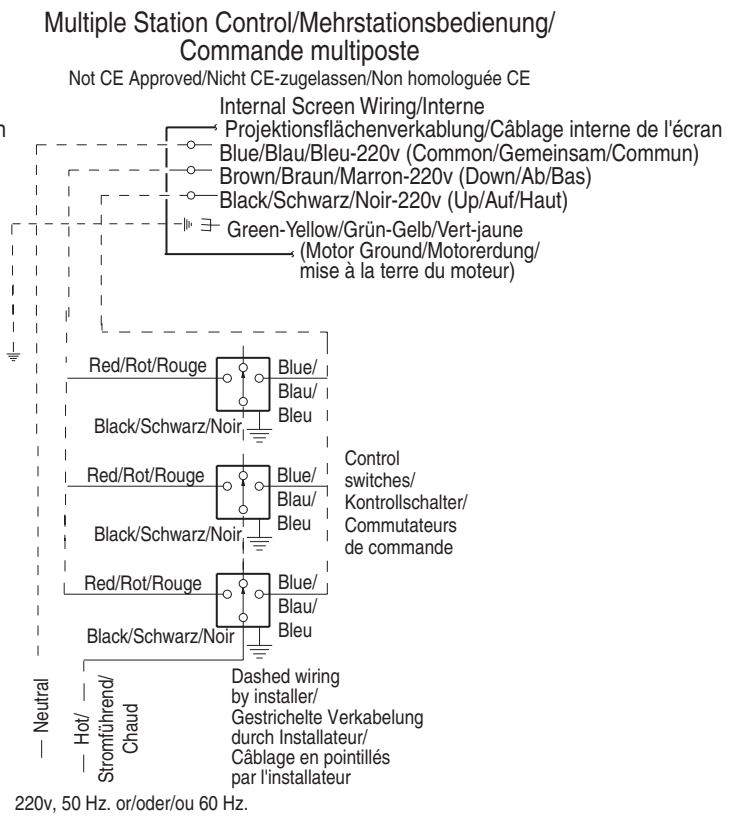 Multiple Station Control/Mehrstationsbedienung/
Commande multiposte
Not CE Approved/Nicht CE-zugelassen/Non homologuée CE
n
Internal Screen Wiring/Interne
Projektionsflächenverkablung/Câblage interne de l'écran
Blue/Blau/Bleu-220v (Common/Gemeinsam/Commun)
Brown/Braun/Marron-220v (Down/Ab/Bas)
Black/Schwarz/Noir-220v (Up/Auf/Haut)
Green-Yellow/Grün-Gelb/Vert-jaune
(Motor Ground/Motorerdung/
mise à la terre du moteur)
Red/Rot/Rouge
Blue/
Blau/
Bleu
Black/Schwarz/Noir
Red/Rot/Rouge
Blue/
Blau/
Bleu
Black/Schwarz/Noir
Control
switches/
Kontrollschalter/
Commutateurs
de commande
Red/Rot/Rouge
Blue/
Blau/
Bleu
Black/Schwarz/Noir
Neutral
Hot/
Stromführend/
Chaud
Dashed wiring
by installer/
Gestrichelte Verkabelung
durch Installateur/
Câblage en pointillés
par l'installateur
220v, 50 Hz. or/oder/ou 60 Hz.